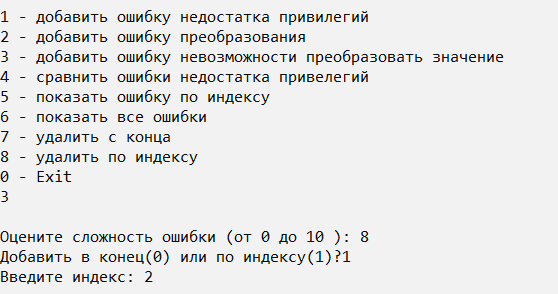 1 - добавить ошибку недостатка привилегий
2 - добавить ошибку преобразования
3 - добавить ошибку невозможности преобразовать значение
4 - сравнить ошибки недостатка привелегий
5 - показать ошибку по индексу
6 - показать все ошибки
7 - удалить с конца
8 - удалить по индексу
0 - Exit
3
Оцените сложность ошибки (от 0 до 10 ): 8
Добавить в конец(0) или по индексу(1)?1
Введите индекс: 2